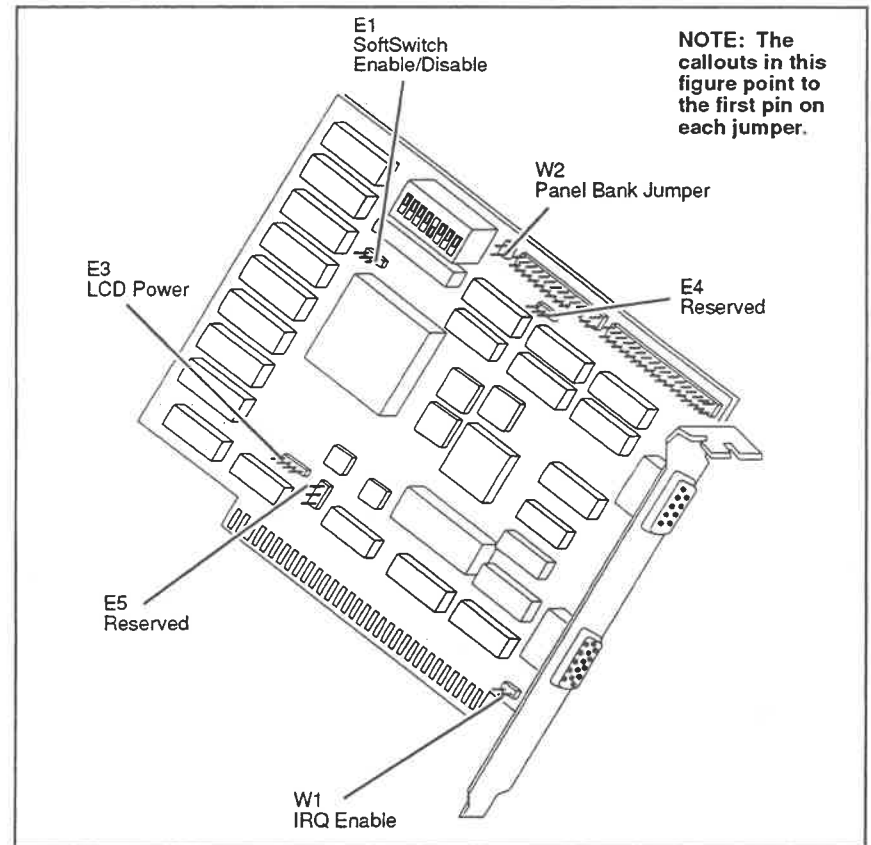 E1
SoftSwitch
Enable/Disable
NOTE: The
callouts in this
figure point to
the first pin on
each jumper.
W2
Panel Bank Jumper
E3
LCD Power
E4
Reserved
E5
Reserved
W1
IRQ Enable